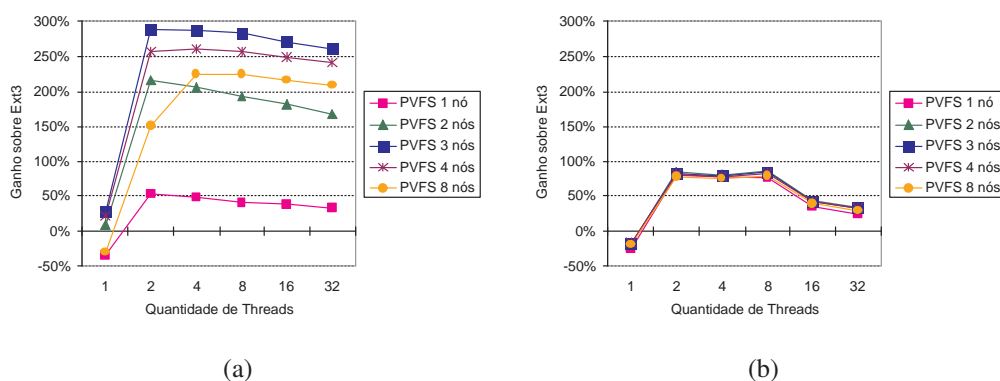 300%
250%
200%
150%
100%
50%
0%
-50%
Ganho sobre Ext3
1 2 4 8 16 32
Quantidade de Threads
PVFS 1 nó
PVFS 2 nós
PVFS 3 nós
PVFS 4 nós
PVFS 8 nós
(a)
300%
250%
200%
150%
100%
50%
0%
-50%
Ganho sobre Ext3
1 2 4 8 16 32
Quantidade de Threads
PVFS 1 nó
PVFS 2 nós
PVFS 3 nós
PVFS 4 nós
PVFS 8 nós
(b)